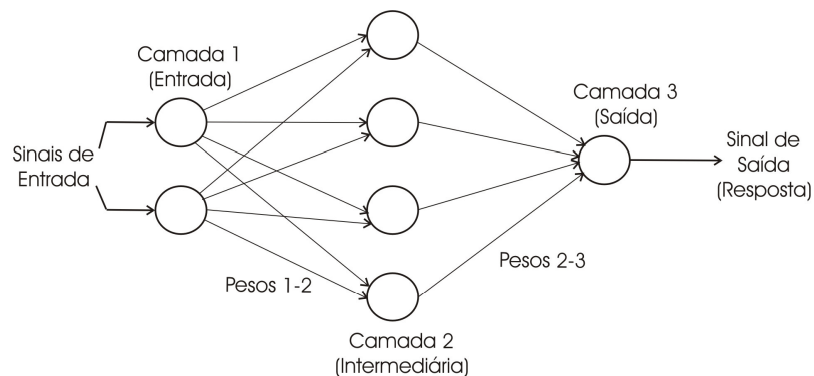 Camada 1
(Entrada)
Sinais de
Entrada
Pesos 1-2
Camada 2
(Intermediária)
Pesos 2-3
Camada 3
(Saída)
Sinal de
Saída
(Resposta)